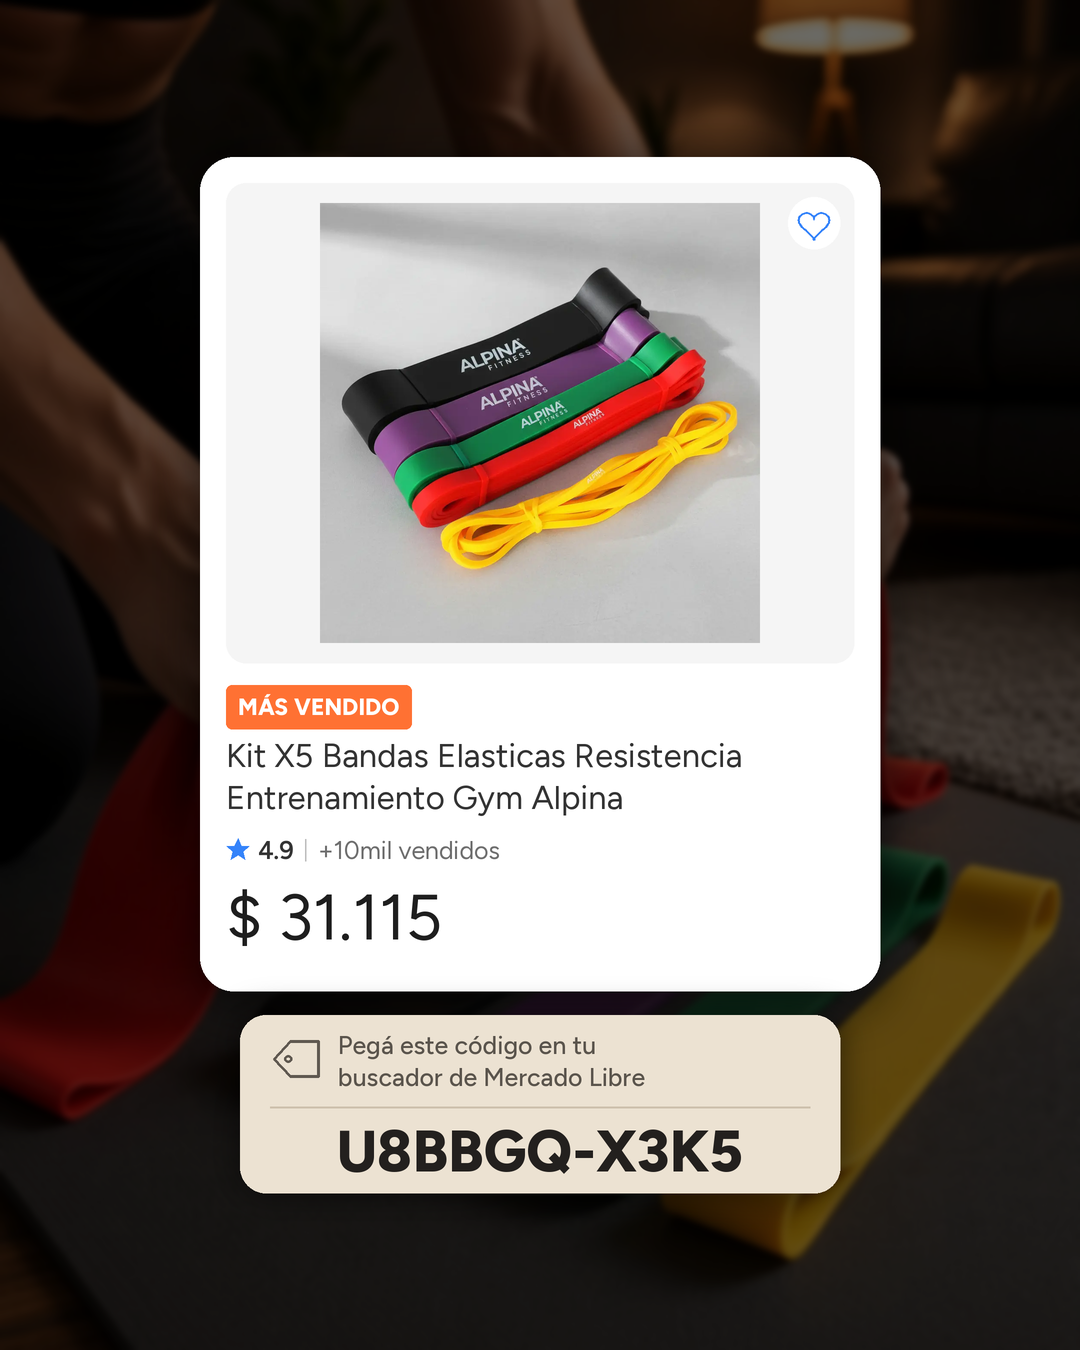 ALPINA
FITNESS
ALPINA
FITNESS
ALPINA
FITNESS
ALPINA
FITNESS
MÁS VENDIDO
Kit X5 Bandas Elasticas Resistencia
Entrenamiento Gym Alpina
4.9 | +10mil vendidos
$ 31.115
Pegá este código en tu
buscador de Mercado Libre
U8BBGQ-X3K5